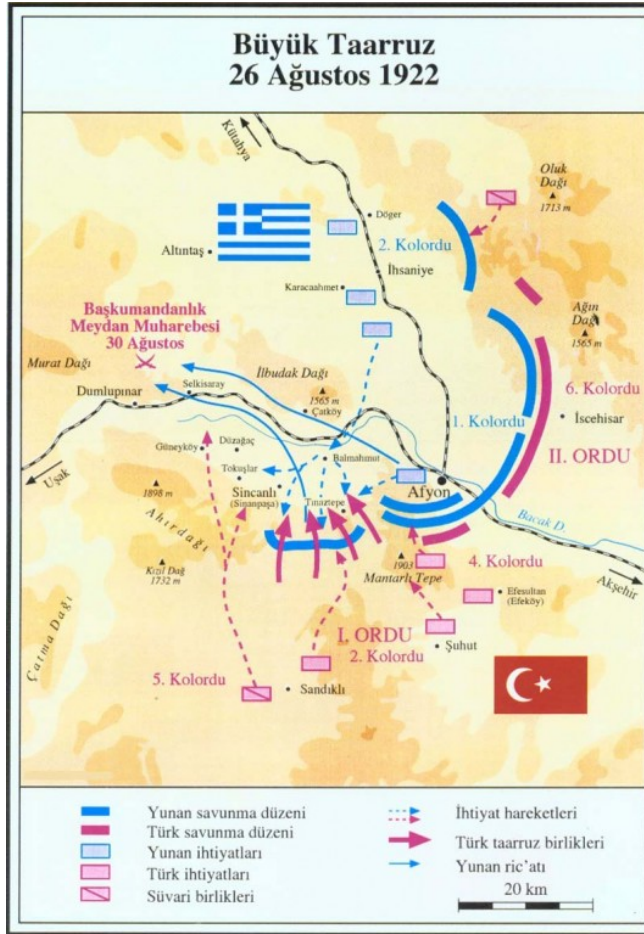 Büyük Taarruz
26 Ağustos 1922
Kütahya
Oluk
Dağı
1713 m
Döger
2. Kolordu
Altıntaş
İhsaniye
Karacaahmet
Başkumandanlık
Meydan Muharebesi
30 Ağustos
Ağın
Dağı
1565 m
Murat Dağı
İlbudak Dağı
6. Kolordu
Selkisaray
Dumlupınar
1565 m
Çatköy
1. Kolordu
İscehisar
Düzağaç
Güneyköy
II. ORDU
Balmahmut
Uşak
Tokuşlar
Afyon
Sincanlı
(Sinanpaşa)
Tınaztepe
1898 m
Bacak D.
Ahırdağı
1903
4. Kolordu
Kızıl Dağ
1732 m
Mantarlı Tepe
Akşehir
Efesultan
(Efeköy)
Çatma Dağı
I. ORDU
2. Kolordu
Şuhut
5. Kolordu
Sandıklı
Yunan savunma düzeni
Türk savunma düzeni
Yunan ihtiyatları
Türk ihtiyatları
Süvari birlikleri
İhtiyat hareketleri
Türk taarruz birlikleri
Yunan ric'atı
20 km